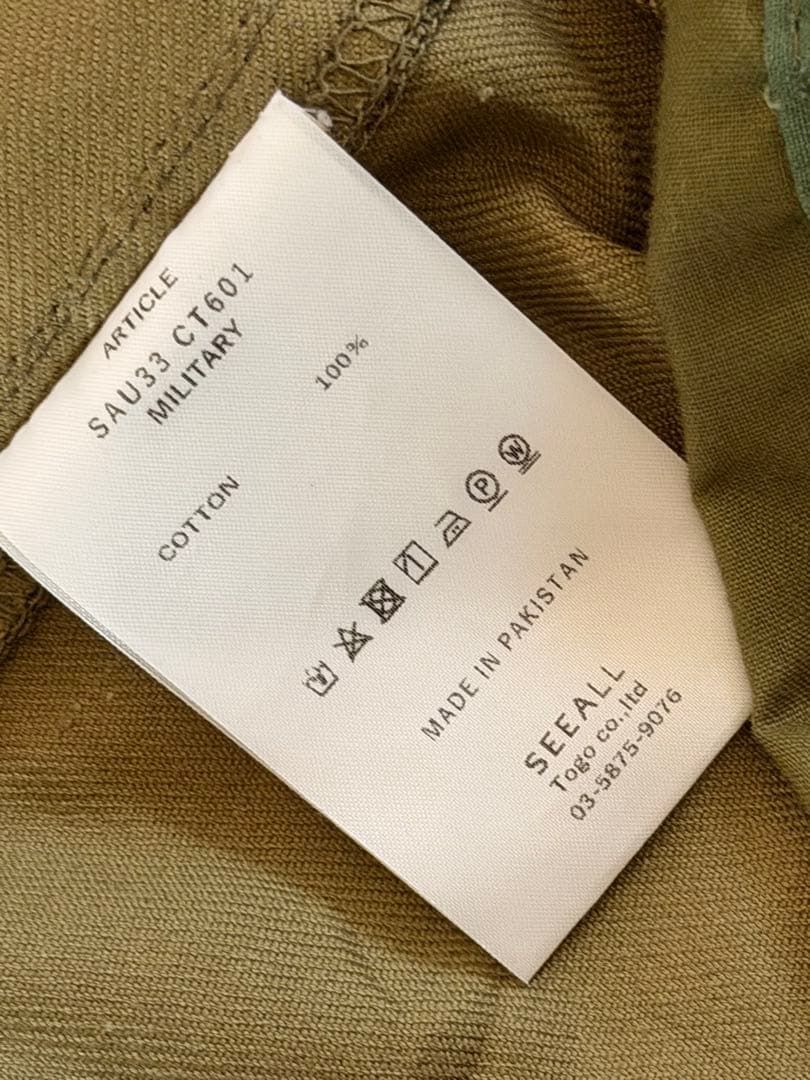 ARTICLE
SAU33 CT601
MILITARY
COTTON 100%
P W
MADE IN PAKISTAN
SEEALL
Togo co.,ltd
03-5875-9076